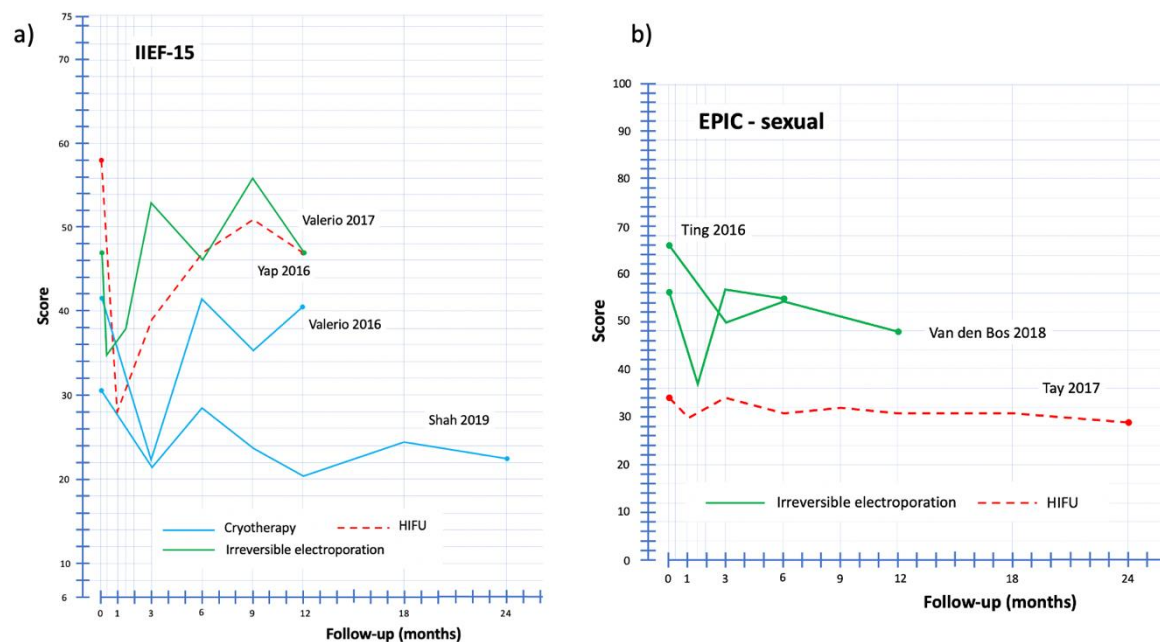 a)
IIEF-15
75
70
60
50
40
30
20
10
6
Score
Valerio 2017
Yap 2016
Valerio 2016
Shah 2019
Cryotherapy
HIFU
Irreversible electroporation
0 1 3 6 9 12 18 24
Follow-up (months)
b)
EPIC - sexual
100
90
80
70
60
50
40
30
20
10
0
Score
Ting 2016
Van den Bos 2018
Tay 2017
Irreversible electroporation
HIFU
0 1 3 6 9 12 18 24
Follow-up (months)